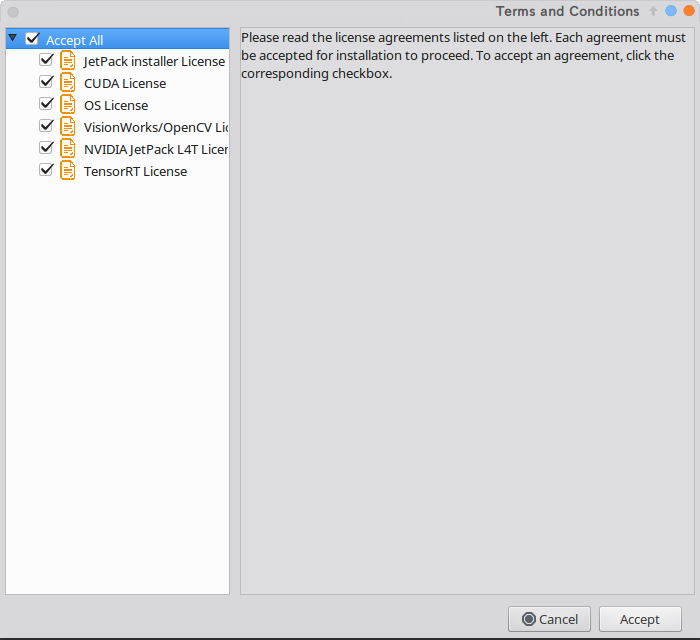 Terms and Conditions
Accept All
JetPack installer License
CUDA License
OS License
VisionWorks/OpenCV Lic
NVIDIA JetPack L4T Licen
TensorRT License
Please read the license agreements listed on the left. Each agreement must
be accepted for installation to proceed. To accept an agreement, click the
corresponding checkbox.
Cancel
Accept